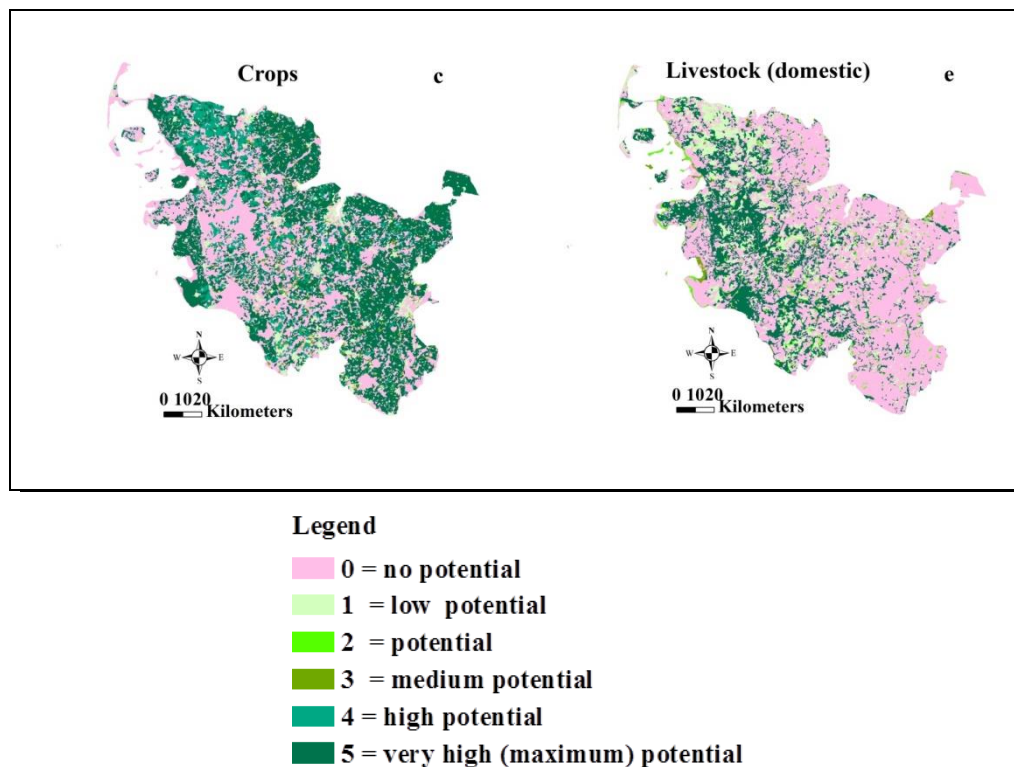 Crops c
Livestock (domestic) e
N
W E
S
0 1020
Kilometers
N
W E
S
0 1020
Kilometers
Legend
0 = no potential
1 = low potential
2 = potential
3 = medium potential
4 = high potential
5 = very high (maximum) potential